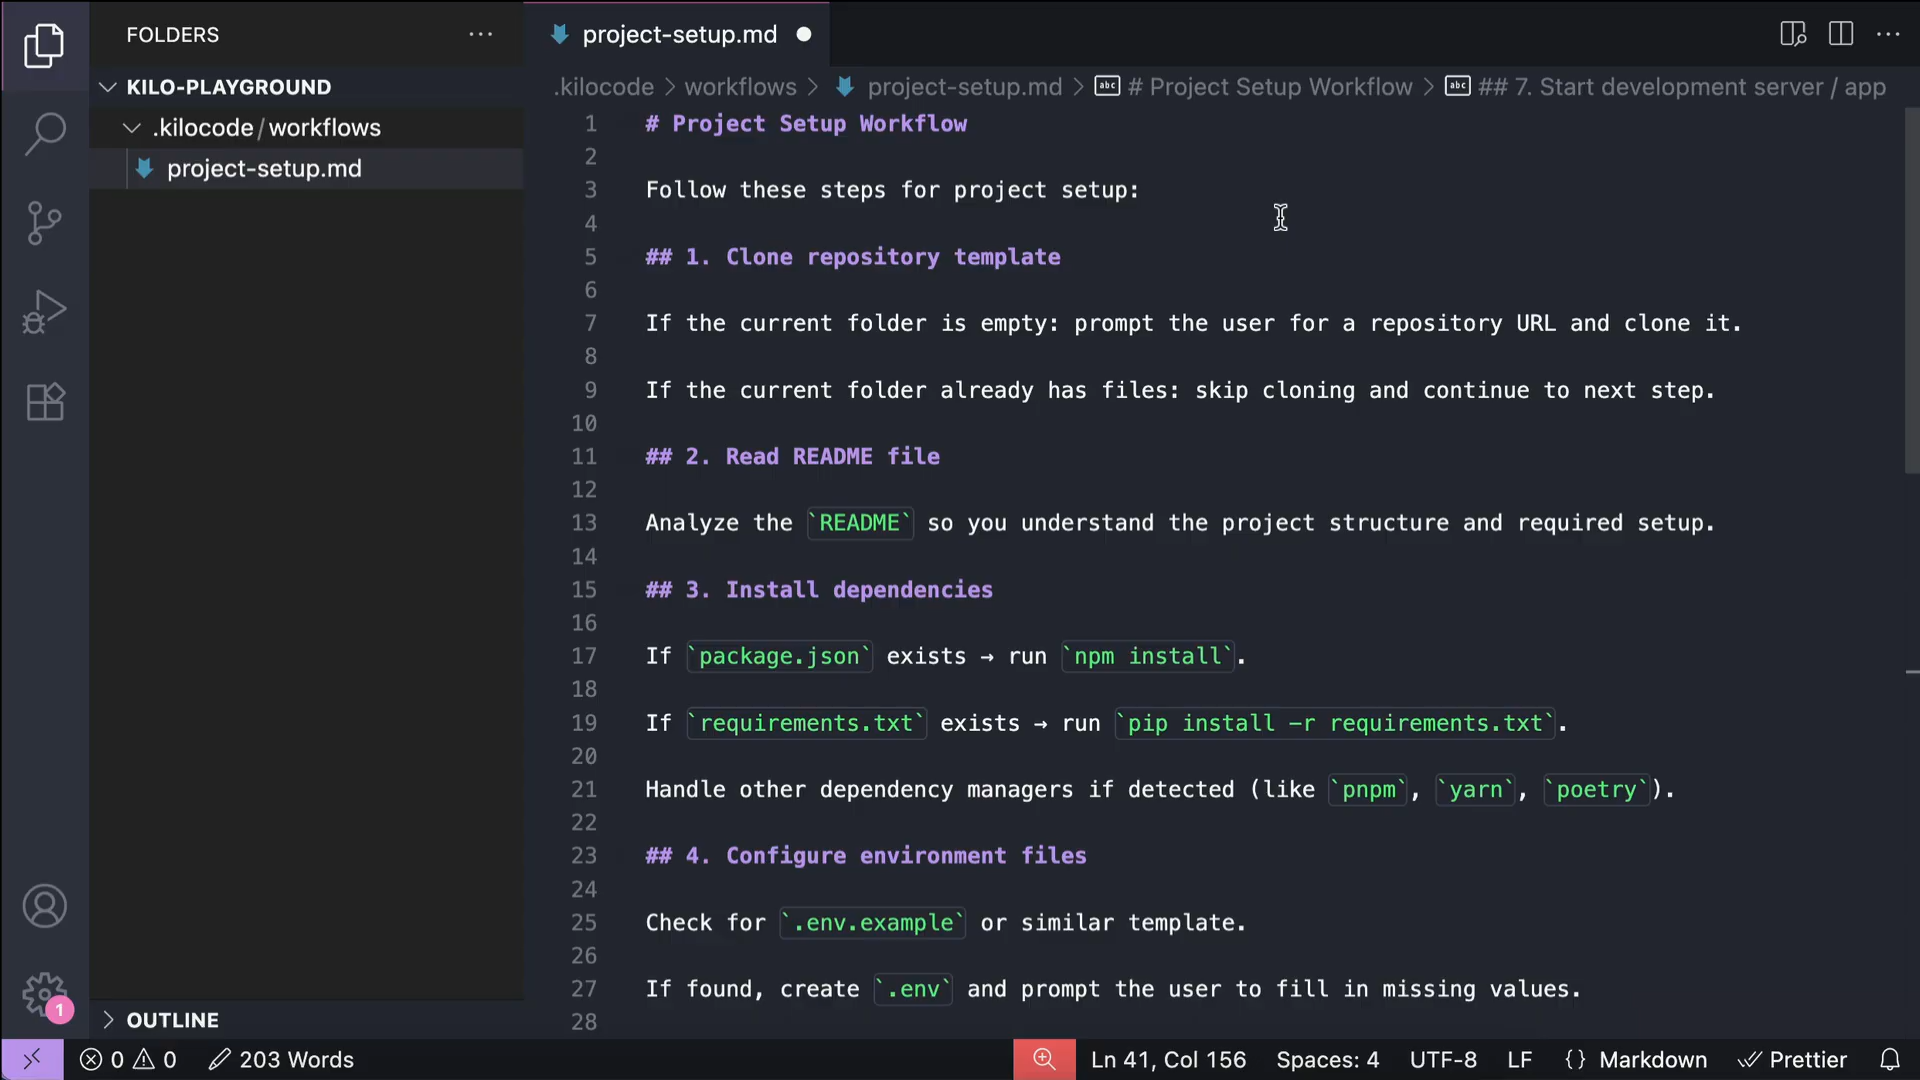 FOLDERS
KILO-PLAYGROUND
.kilocode/workflows
project-setup.md
OUTLINE
project-setup.md
.kilocode > workflows > project-setup.md > abc # Project Setup Workflow > abc ## 7. Start development server / app
1 # Project Setup Workflow
2
3 Follow these steps for project setup:
4
5 ## 1. Clone repository template
6
7 If the current folder is empty: prompt the user for a repository URL and clone it.
8
9 If the current folder already has files: skip cloning and continue to next step.
10
11 ## 2. Read README file
12
13 Analyze the `README` so you understand the project structure and required setup.
14
15 ## 3. Install dependencies
16
17 If `package.json` exists → run `npm install`.
18
19 If `requirements.txt` exists → run `pip install -r requirements.txt`.
20
21 Handle other dependency managers if detected (like `pnpm`, `yarn`, `poetry`).
22
23 ## 4. Configure environment files
24
25 Check for `.env.example` or similar template.
26
27 If found, create `.env` and prompt the user to fill in missing values.
28
1
0 0 203 Words Ln 41, Col 156 Spaces: 4 UTF-8 LF {} Markdown Prettier